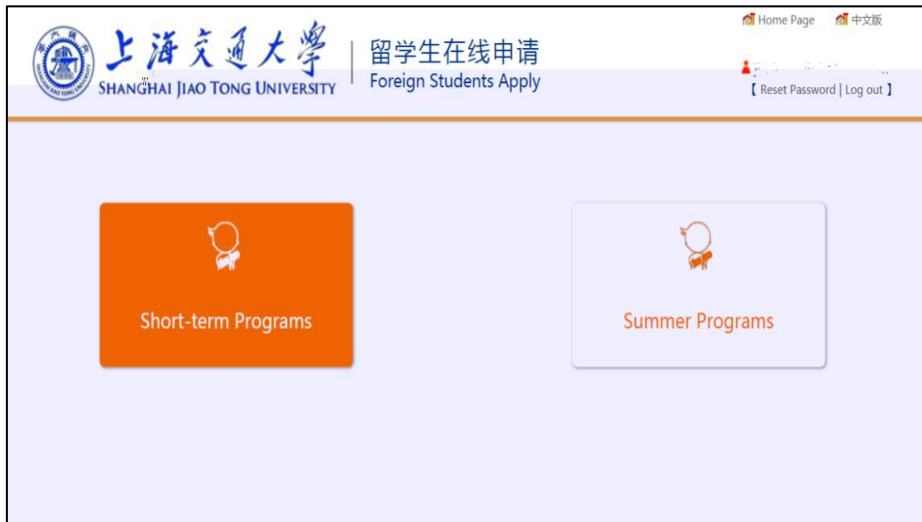 Home Page 中文版
上海交通大學
SHANGHAI JIAO TONG UNIVERSITY
留学生在线申请
Foreign Students Apply
【 Reset Password | Log out 】
Short-term Programs
Summer Programs